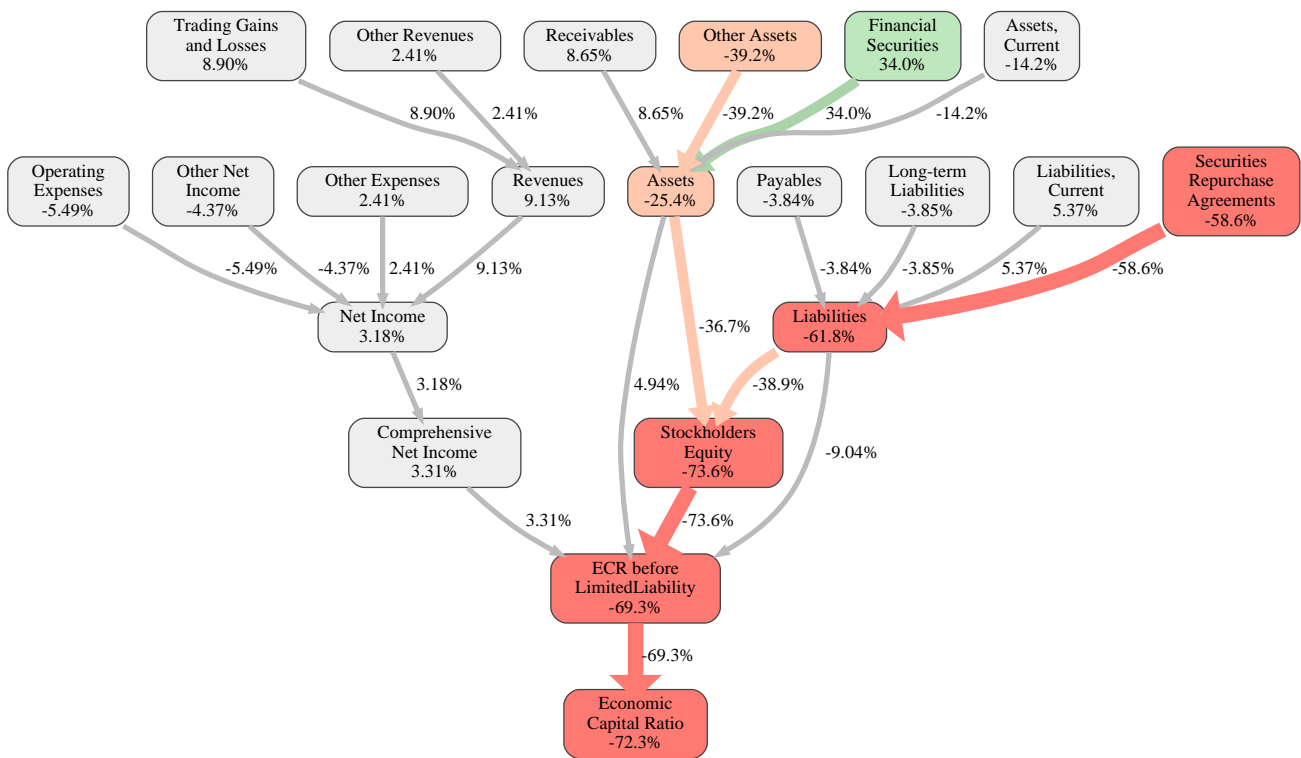 Trading Gains
and Losses
8.90%
Other Revenues
2.41%
Receivables
8.65%
Other Assets
-39.2%
Financial
Securities
34.0%
Assets,
Current
-14.2%
8.90%
2.41%
8.65%
-39.2%
34.0%
-14.2%
Operating
Expenses
-5.49%
Other Net
Income
-4.37%
Other Expenses
2.41%
Revenues
9.13%
Assets
-25.4%
Payables
-3.84%
Long-term
Liabilities
-3.85%
Liabilities,
Current
5.37%
Securities
Repurchase
Agreements
-58.6%
-5.49%
-4.37%
2.41%
9.13%
-3.84%
-3.85%
5.37%
-58.6%
Net Income
3.18%
-36.7%
Liabilities
-61.8%
3.18%
4.94%
-38.9%
Comprehensive
Net Income
3.31%
Stockholders
Equity
-73.6%
-9.04%
3.31%
-73.6%
ECR before
LimitedLiability
-69.3%
-69.3%
Economic
Capital Ratio
-72.3%